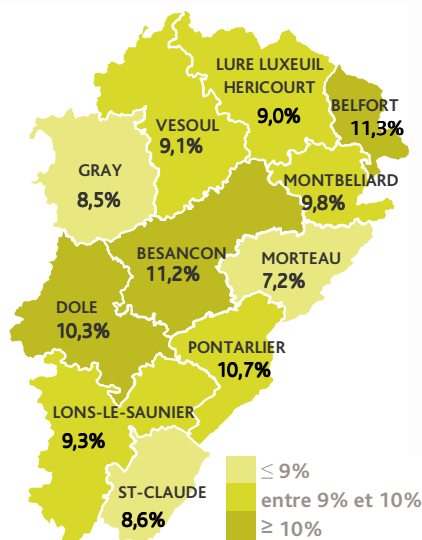 LURE LUXEUIL
HERICOURT
9,0%
BELFORT
11,3%
VESOUL
9,1%
GRAY
8,5%
MONTBELIARD
9,8%
BESANCON
11,2%
MORTEAU
7,2%
DOLE
10,3%
PONTARLIER
10,7%
LONS-LE-SAUNIER
9,3%
ST-CLAUDE
8,6%
≤ 9%
entre 9% et 10%
≥ 10%